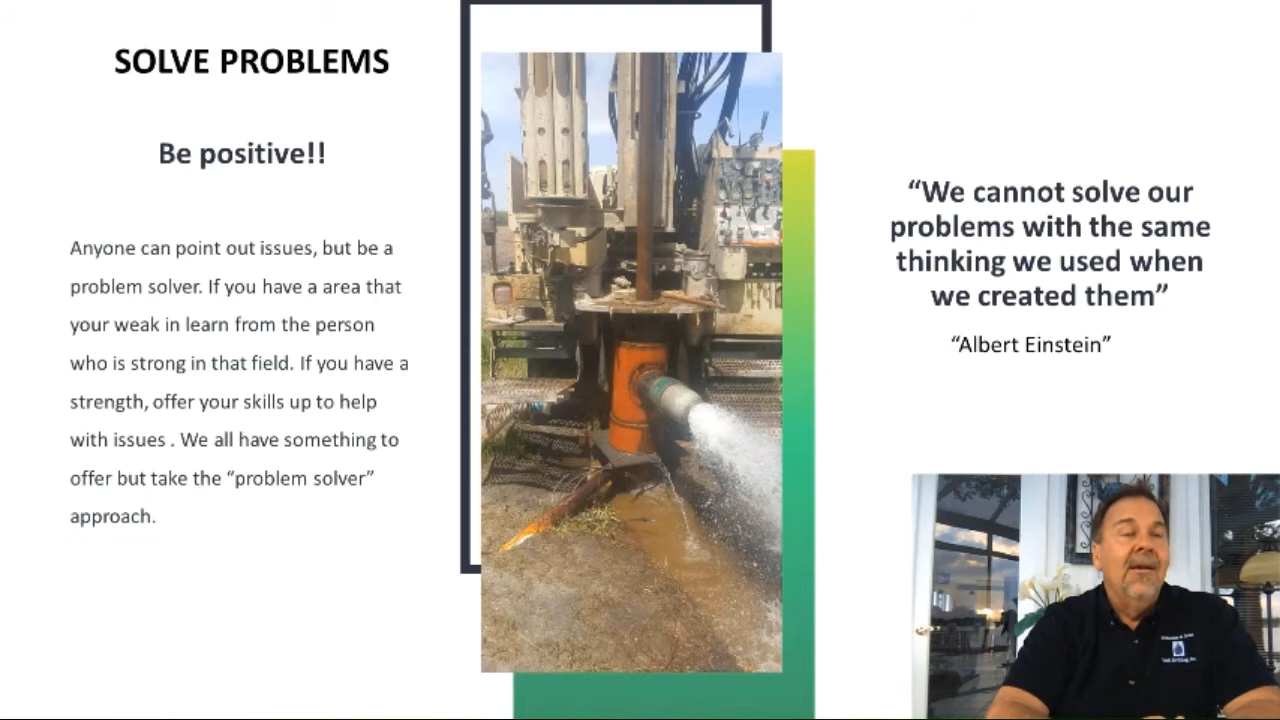 SOLVE PROBLEMS
Be positive!!
Anyone can point out issues, but be a
problem solver. If you have a area that
your weak in learn from the person
who is strong in that field. If you have a
strength, offer your skills up to help
with issues . We all have something to
offer but take the “problem solver”
approach.
“We cannot solve our
problems with the same
thinking we used when
we created them”
“Albert Einstein”